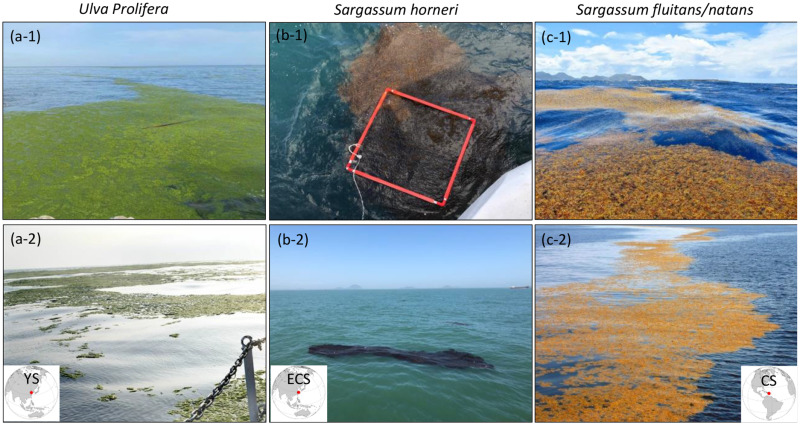 Ulva Prolifera
Sargassum horneri
Sargassum fluitans/natans
(a-1)
(b-1)
(c-1)
(a-2)
(b-2)
(c-2)
YS
ECS
CS